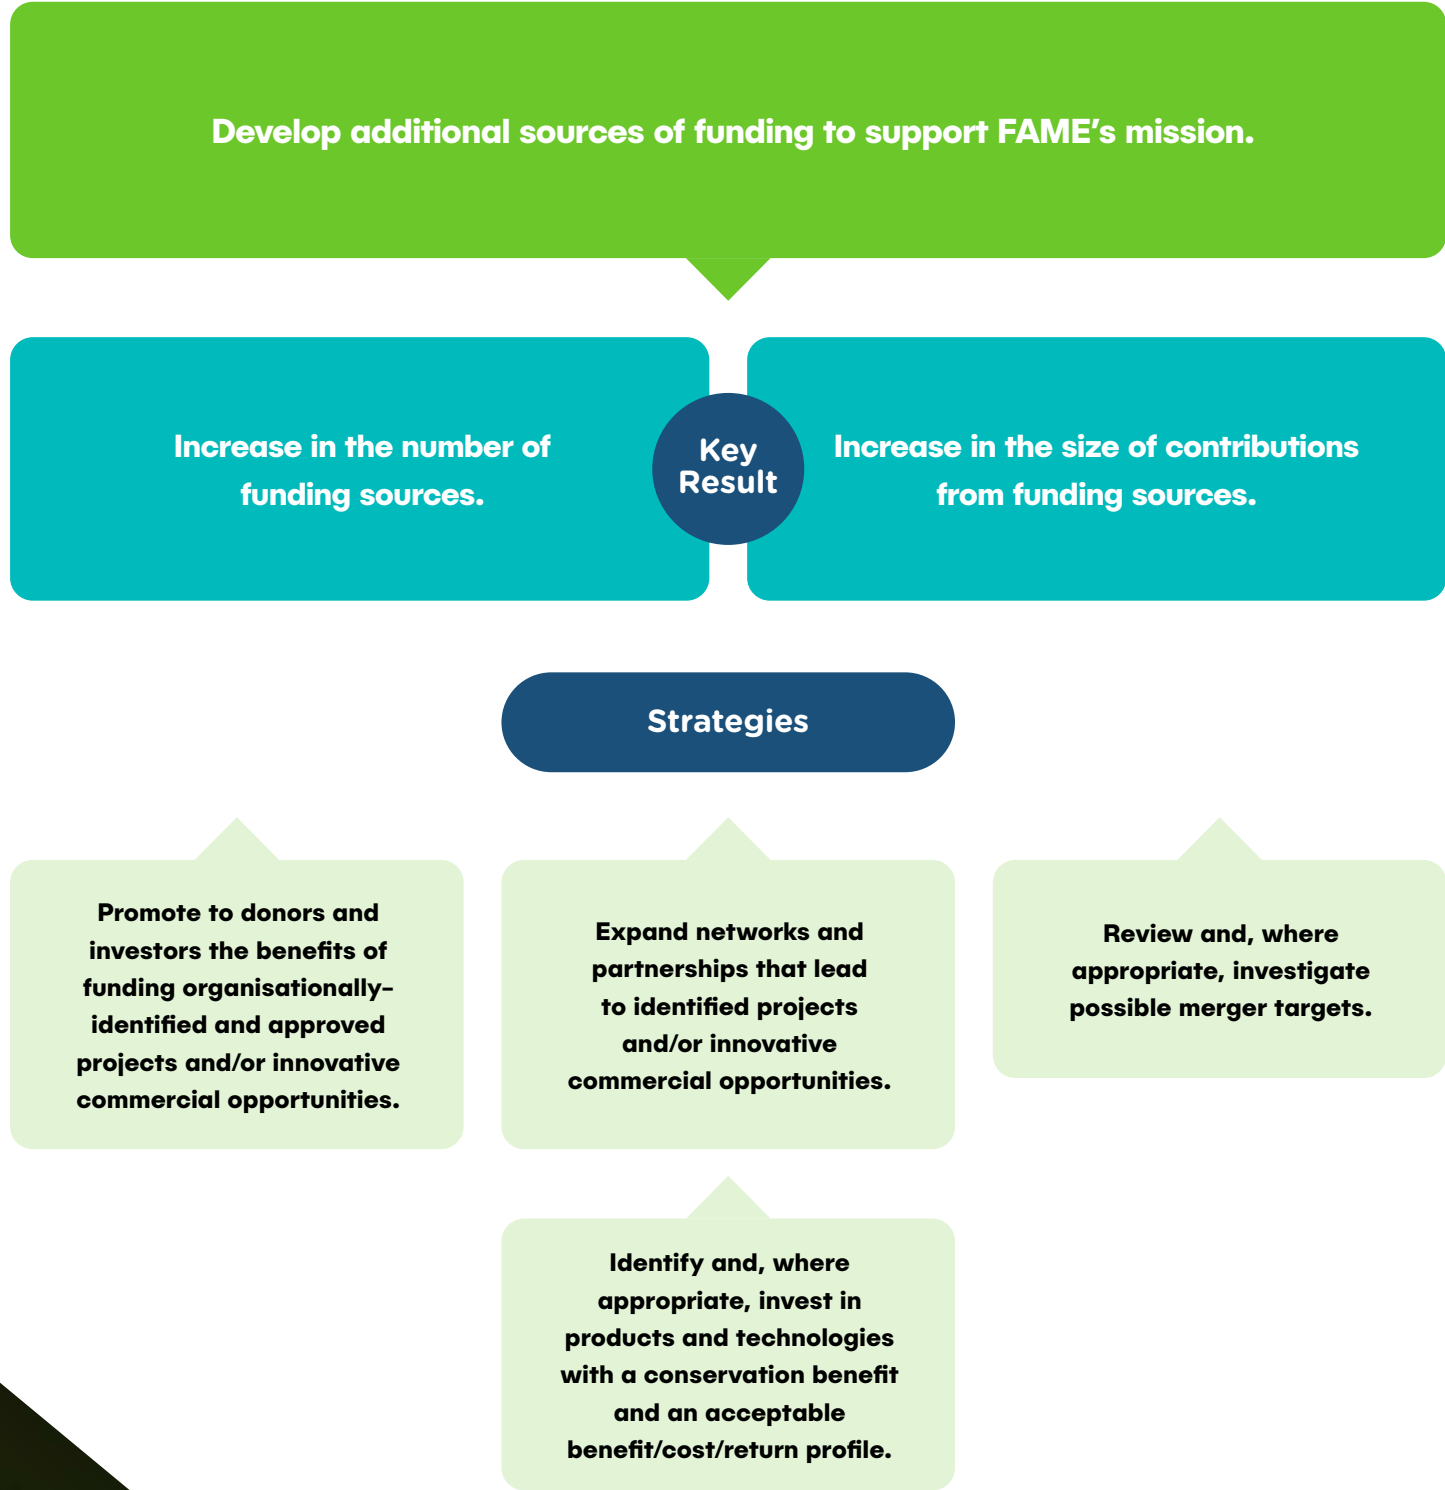 Develop additional sources of funding to support FAME’s mission.
Increase in the number of
funding sources.
Key
Result
Increase in the size of contributions
from funding sources.
Strategies
Promote to donors and
investors the benefits of
funding organisationally-
identified and approved
projects and/or innovative
commercial opportunities.
Expand networks and
partnerships that lead
to identified projects
and/or innovative
commercial opportunities.
Review and, where
appropriate, investigate
possible merger targets.
Identify and, where
appropriate, invest in
products and technologies
with a conservation benefit
and an acceptable
benefit/cost/return profile.